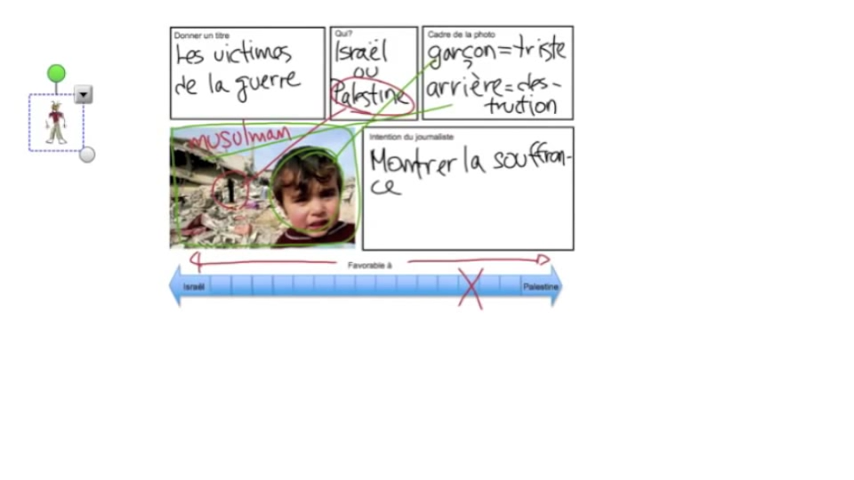 Donner un titre
Les victimes
de la guerre
Qui?
Israël
ou
Palestine
Cadre de la photo
garçon=triste
arrière=des-
truction
musulman
Intention du journaliste
Montrer la souffran-
ce
Favorable à
Israël
Palestine